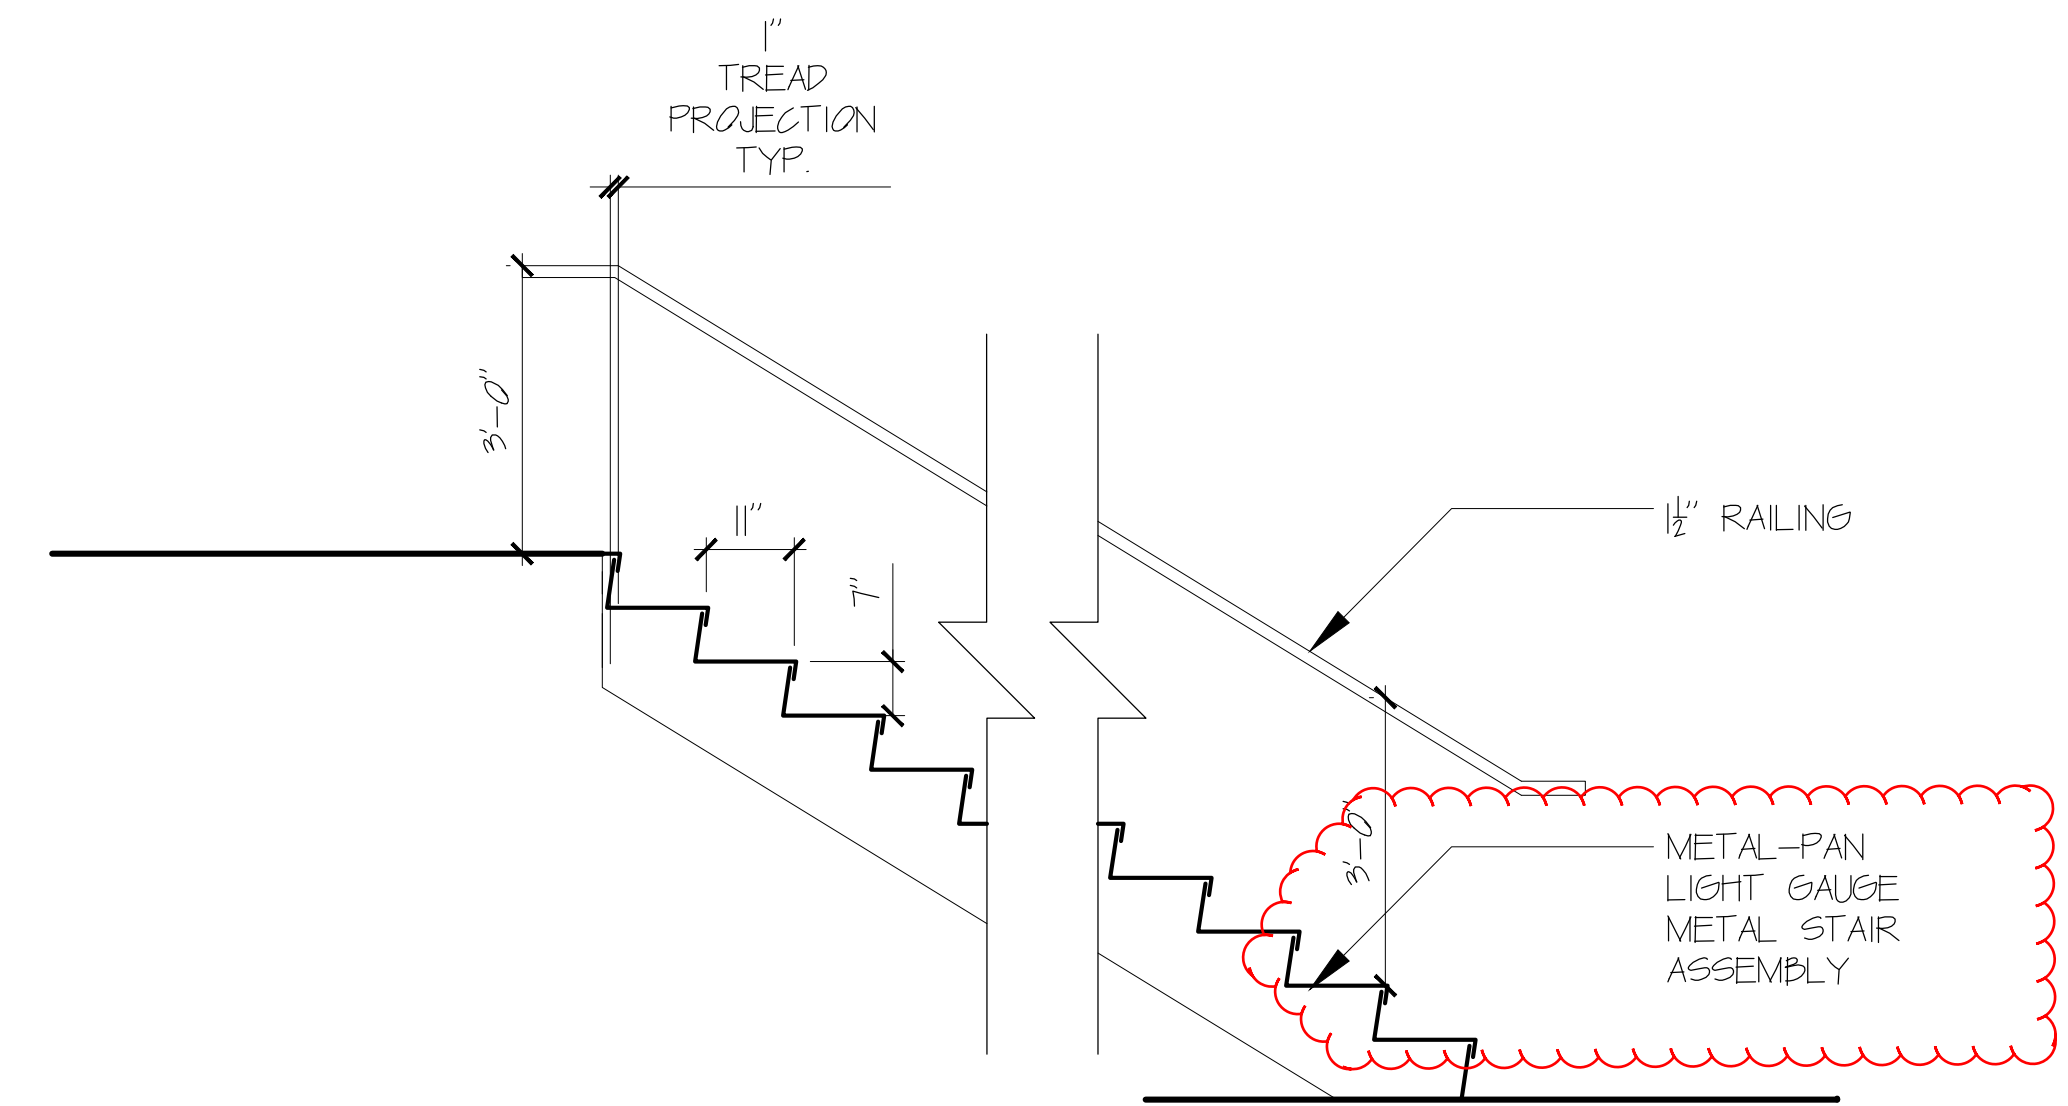 1"
TREAD
PROJECTION
TYP.
3'-0"
11"
7"
1½" RAILING
3'-0"
METAL-PAN
LIGHT GAUGE
METAL STAIR
ASSEMBLY